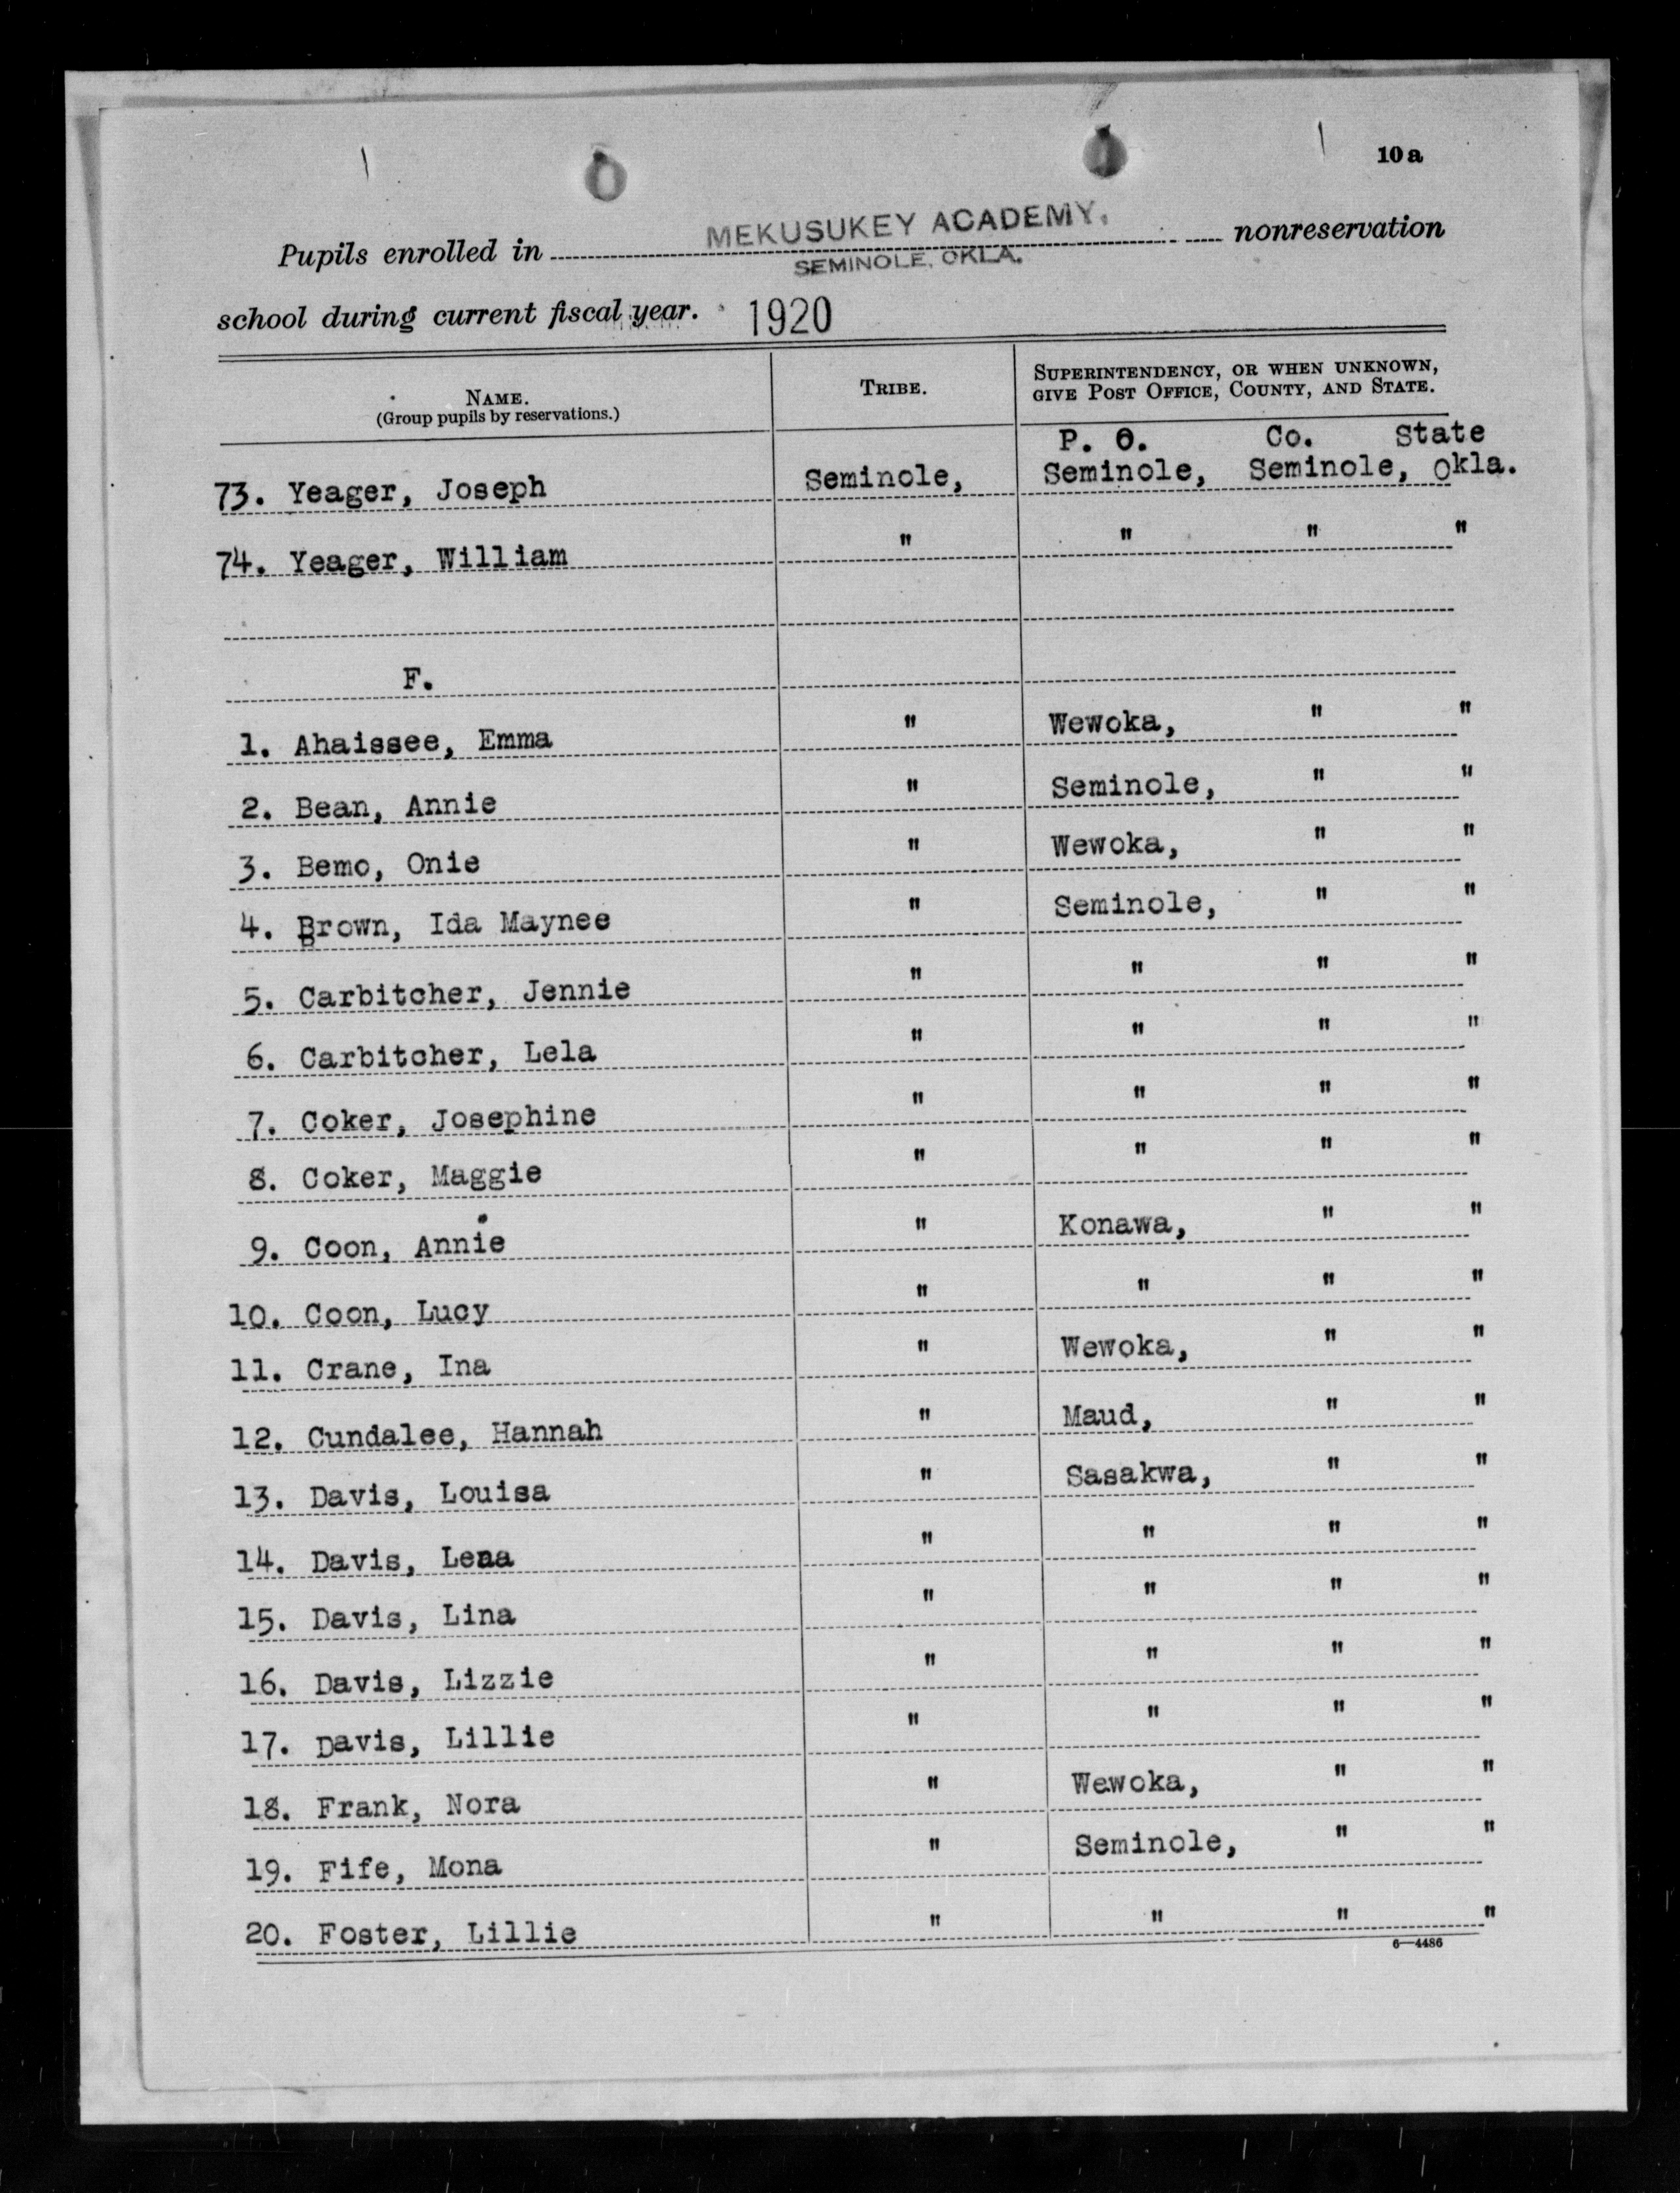 10 a
Pupils enrolled in MEKUSUKEY ACADEMY. nonreservation
SEMINOLE, OKLA.
school during current fiscal year. 1920
NAME. TRIBE. SUPERINTENDENCY, OR WHEN UNKNOWN,
(Group pupils by reservations.) GIVE POST OFFICE, COUNTY, AND STATE.
P. O. Co. State
73. Yeager, Joseph Seminole, Seminole, Seminole, Okla.
74. Yeager, William " " " "
F.
1. Ahaissee, Emma " Wewoka, " "
2. Bean, Annie " Seminole, " "
3. Bemo, Onie " Wewoka, " "
4. Brown, Ida Maynee " Seminole, " "
5. Carbitcher, Jennie " " " "
6. Carbitcher, Lela " " " "
7. Coker, Josephine " " " "
8. Coker, Maggie " " " "
9. Coon, Annie " Konawa, " "
10. Coon, Lucy " " " "
11. Crane, Ina " Wewoka, " "
12. Cundalee, Hannah " Maud, " "
13. Davis, Louisa " Sasakwa, " "
14. Davis, Lena " " " "
15. Davis, Lina " " " "
16. Davis, Lizzie " " " "
17. Davis, Lillie " " " "
18. Frank, Nora " Wewoka, " "
19. Fife, Mona " Seminole, " "
20. Foster, Lillie " " " "
6—4486